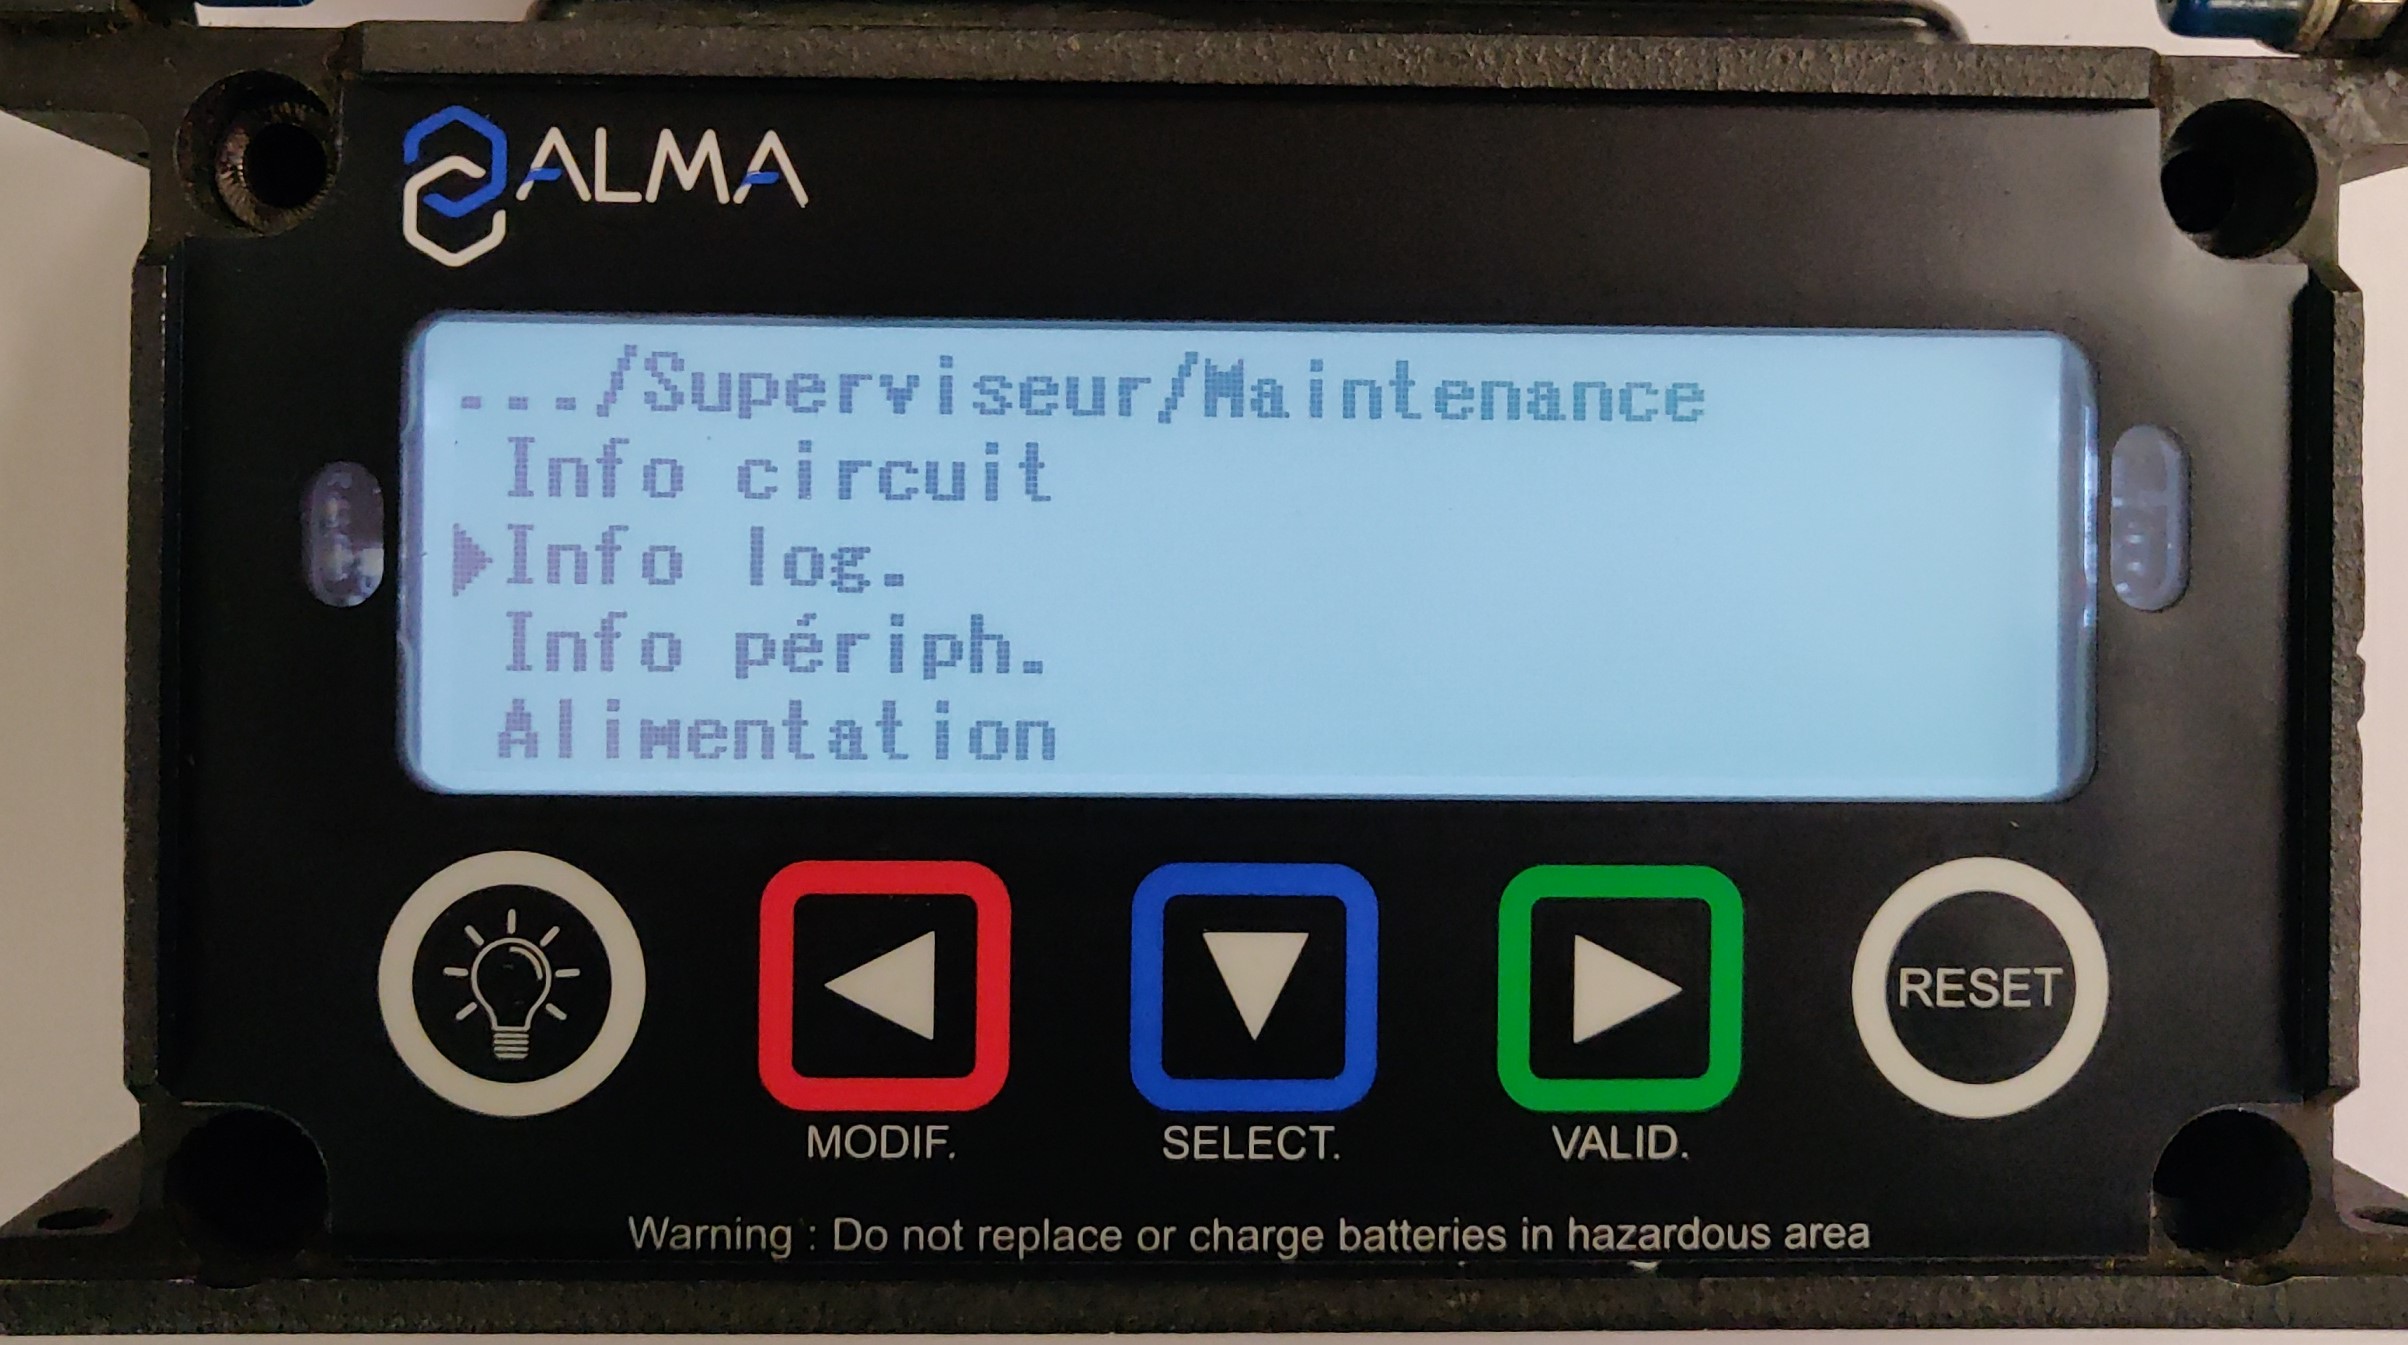 ALMA
.../Superviseur/Maintenance
Info circuit
Info log.
Info périph.
Alimentation
RESET
MODIF. SELECT. VALID.
Warning : Do not replace or charge batteries in hazardous area